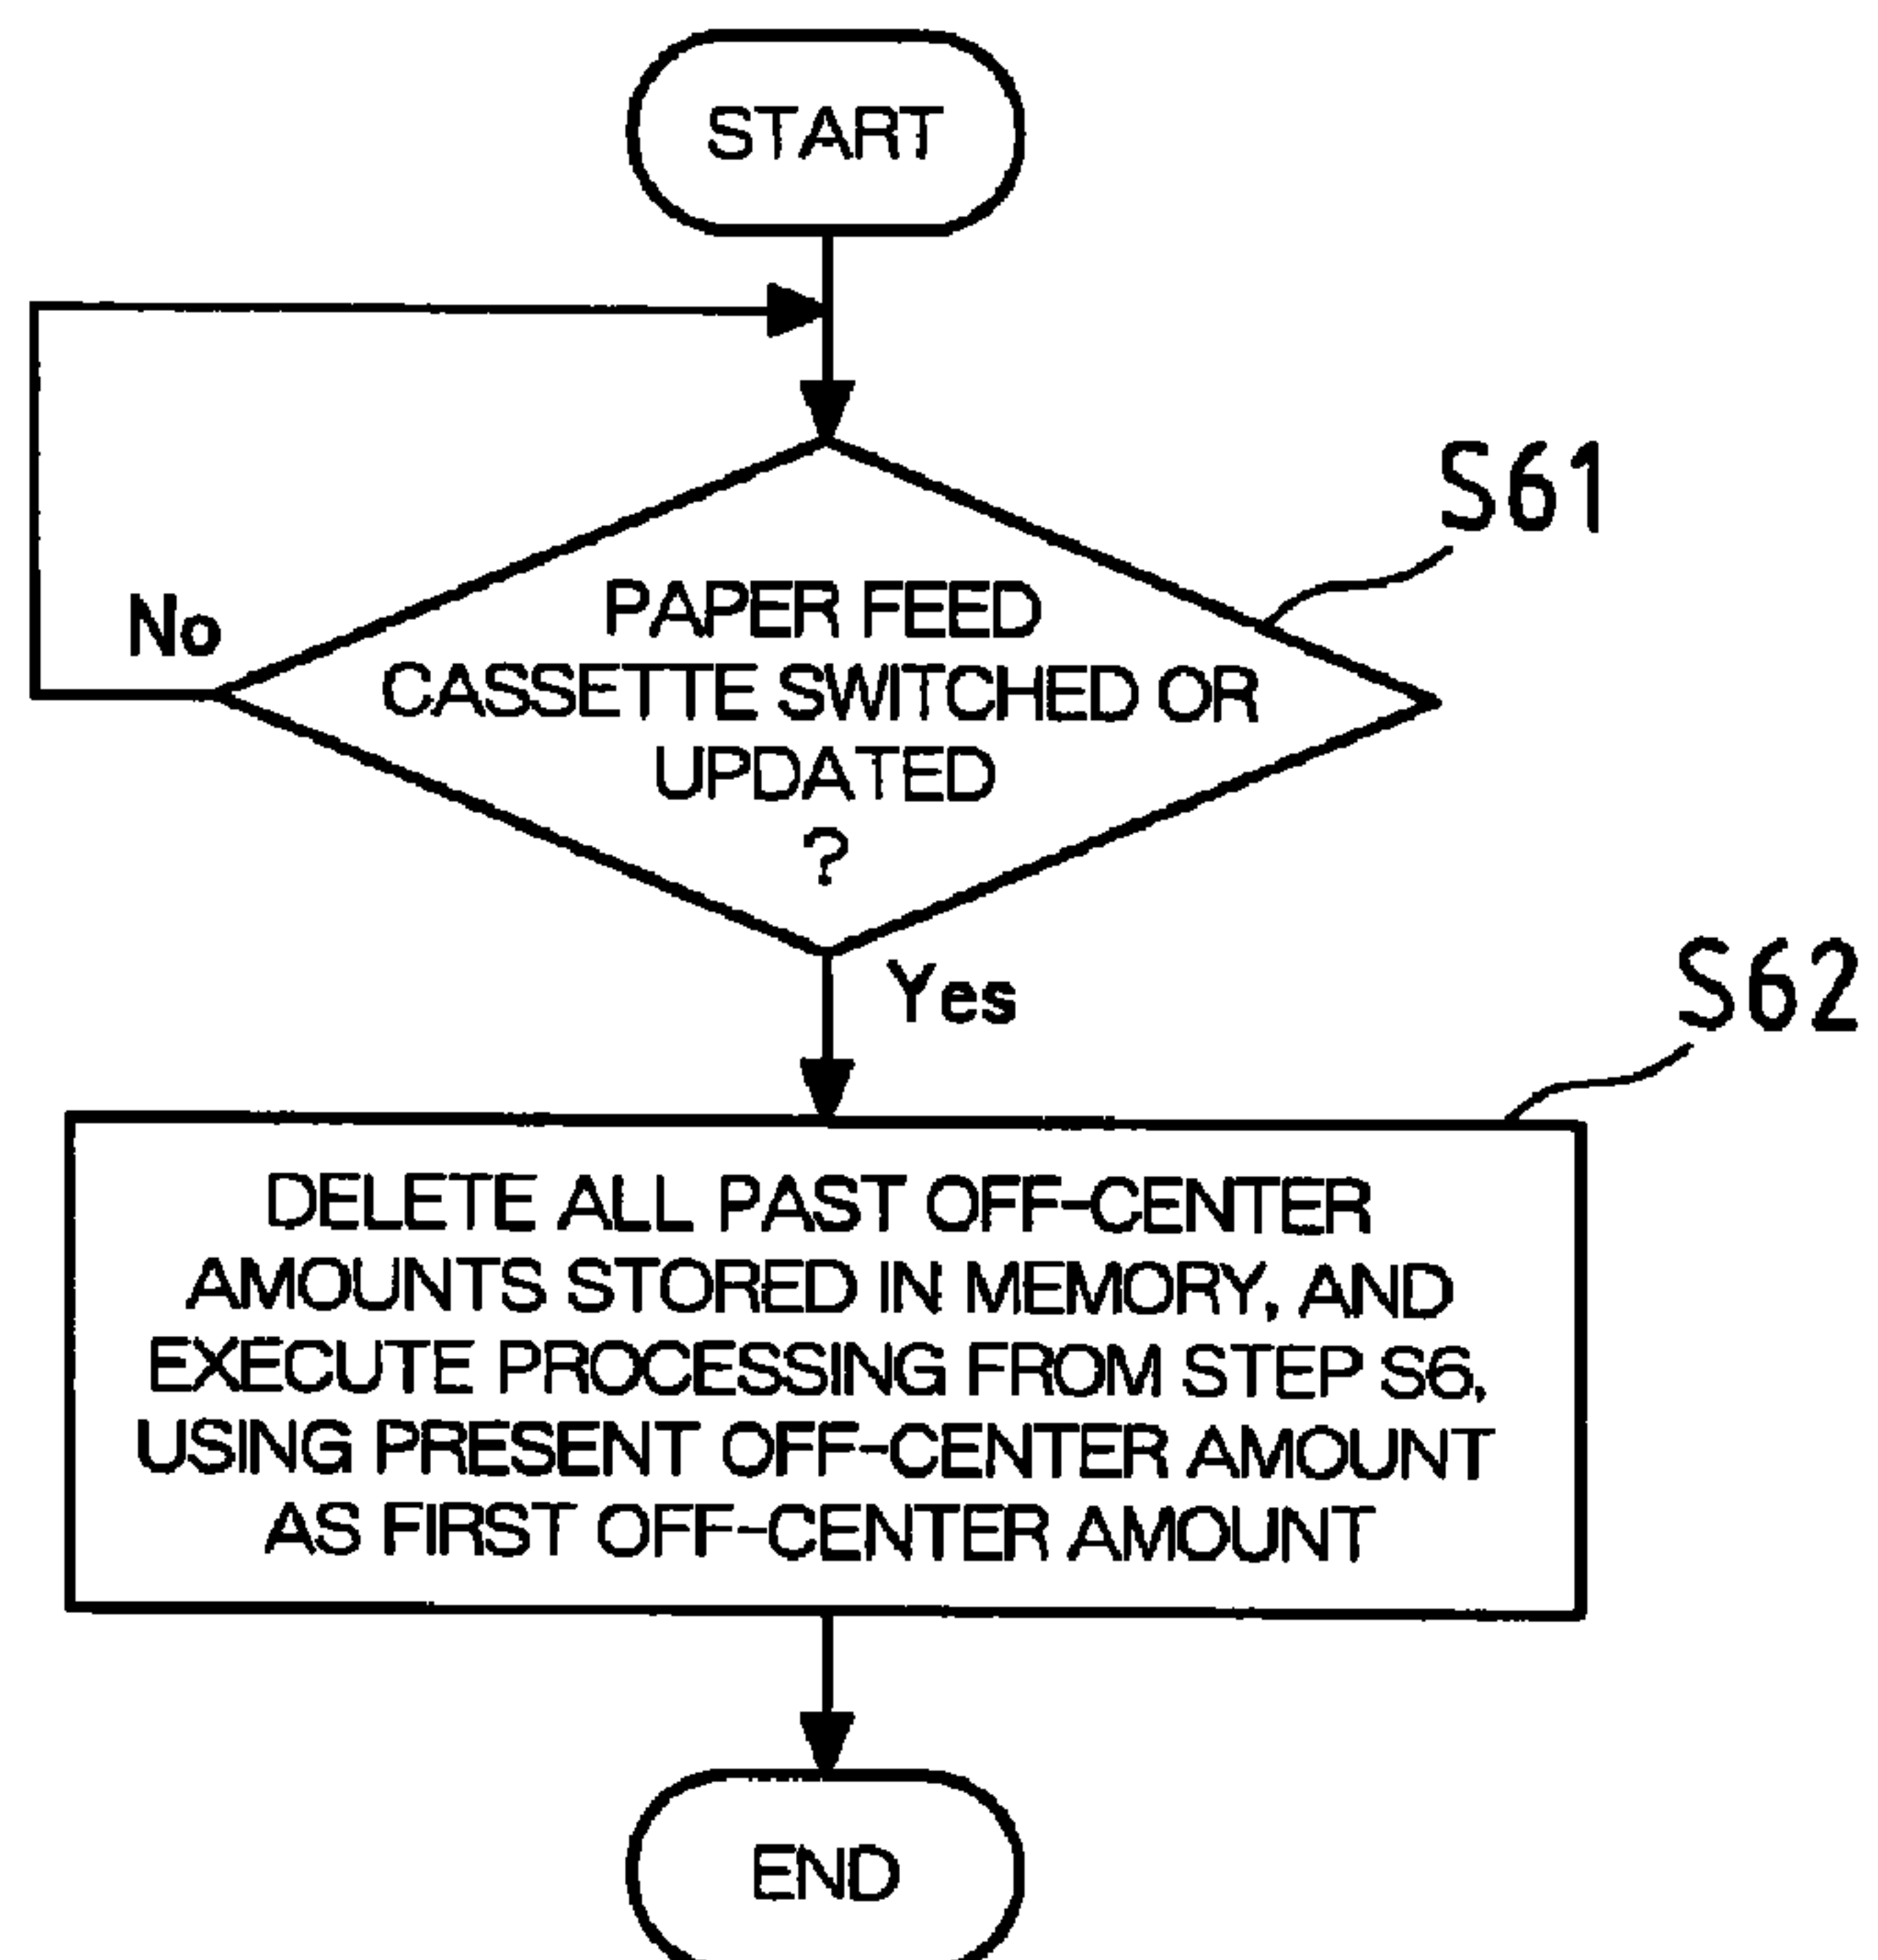 START
S61
No
PAPER FEED
CASSETTE SWITCHED OR
UPDATED
?
Yes
S62
DELETE ALL PAST OFF-CENTER
AMOUNTS STORED IN MEMORY, AND
EXECUTE PROCESSING FROM STEP S6,
USING PRESENT OFF-CENTER AMOUNT
AS FIRST OFF-CENTER AMOUNT
END